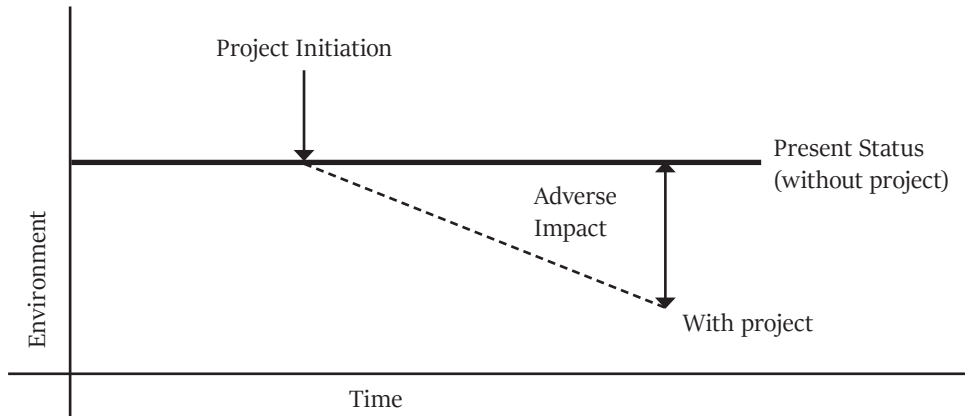 Project Initiation
Present Status
(without project)
Adverse
Impact
With project
Environment
Time